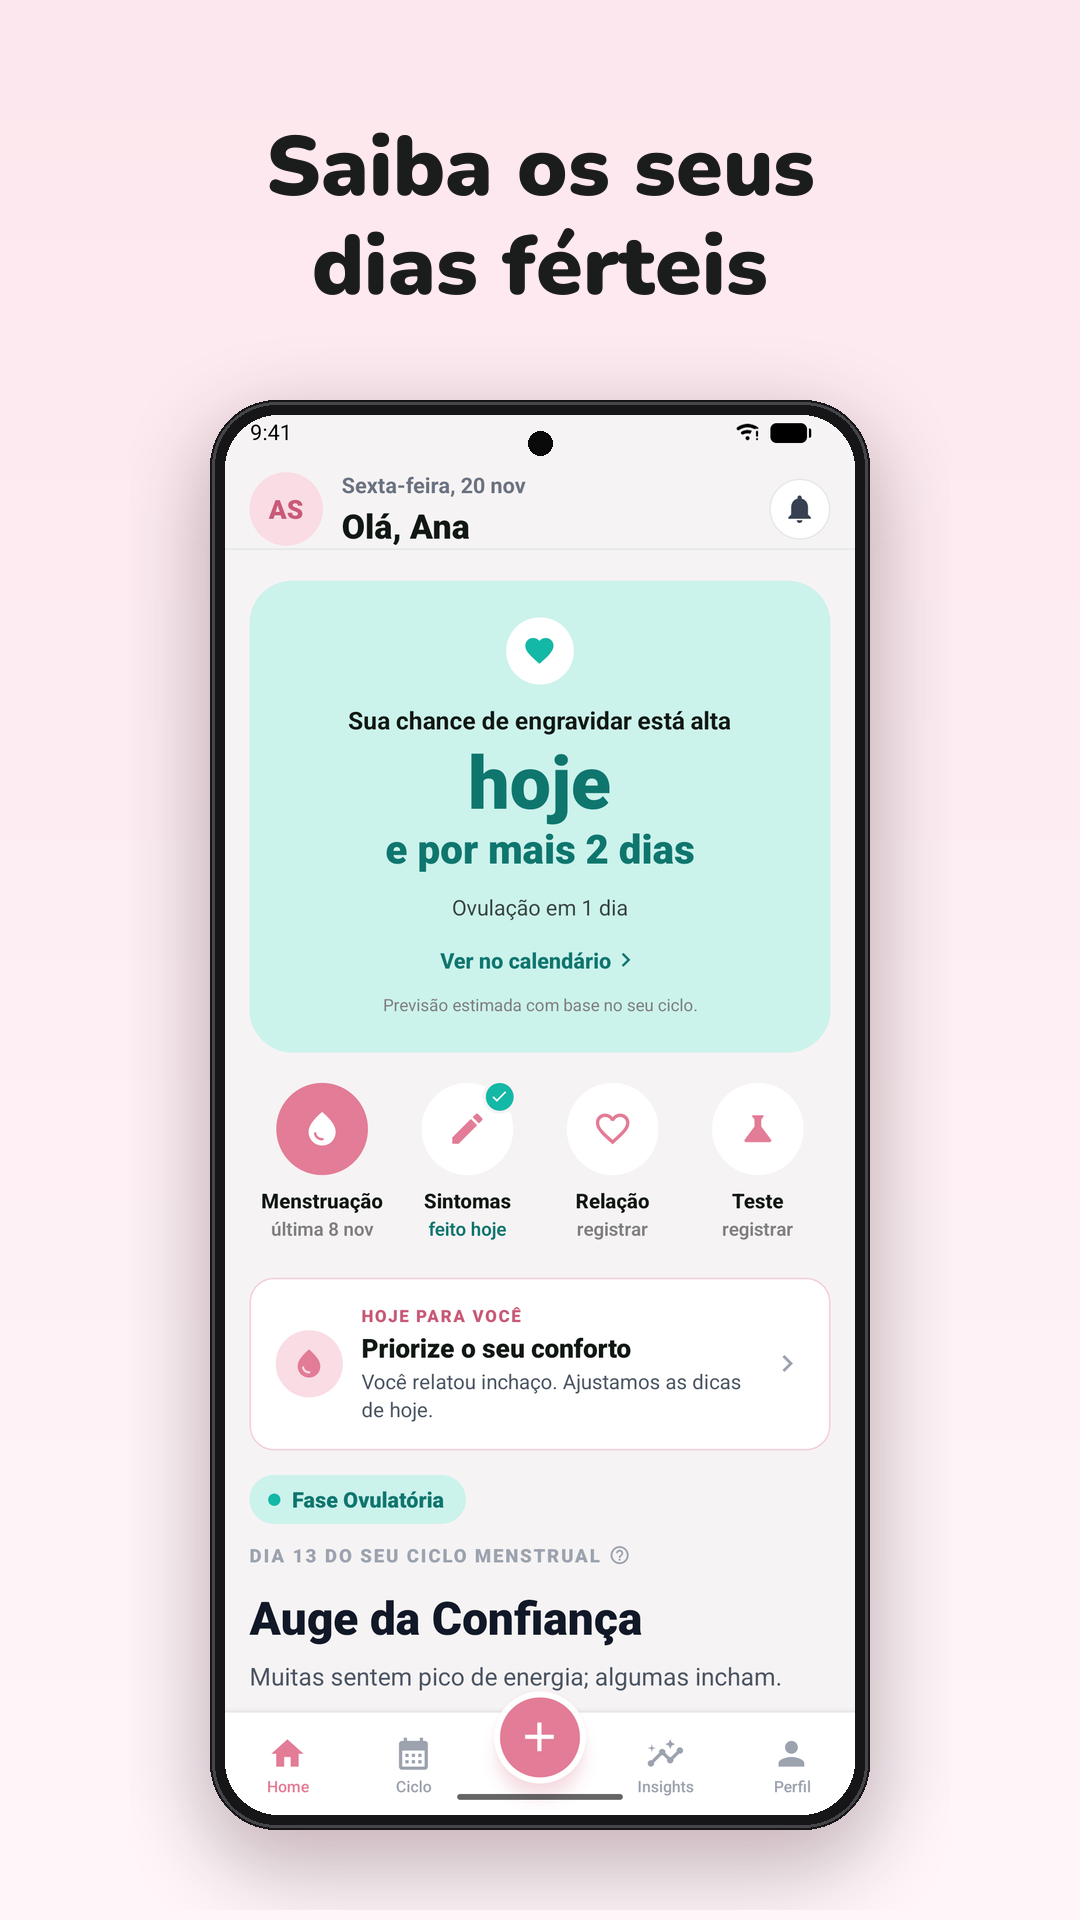 Saiba os seus
dias férteis
9:41
AS
Sexta-feira, 20 nov
Olá, Ana
Sua chance de engravidar está alta
hoje
e por mais 2 dias
Ovulação em 1 dia
Ver no calendário
Previsão estimada com base no seu ciclo.
Menstruação
última 8 nov
Sintomas
feito hoje
Relação
registrar
Teste
registrar
HOJE PARA VOCÊ
Priorize o seu conforto
Você relatou inchaço. Ajustamos as dicas
de hoje.
Fase Ovulatória
DIA 13 DO SEU CICLO MENSTRUAL
Auge da Confiança
Muitas sentem pico de energia; algumas incham.
Home
Ciclo
Insights
Perfil